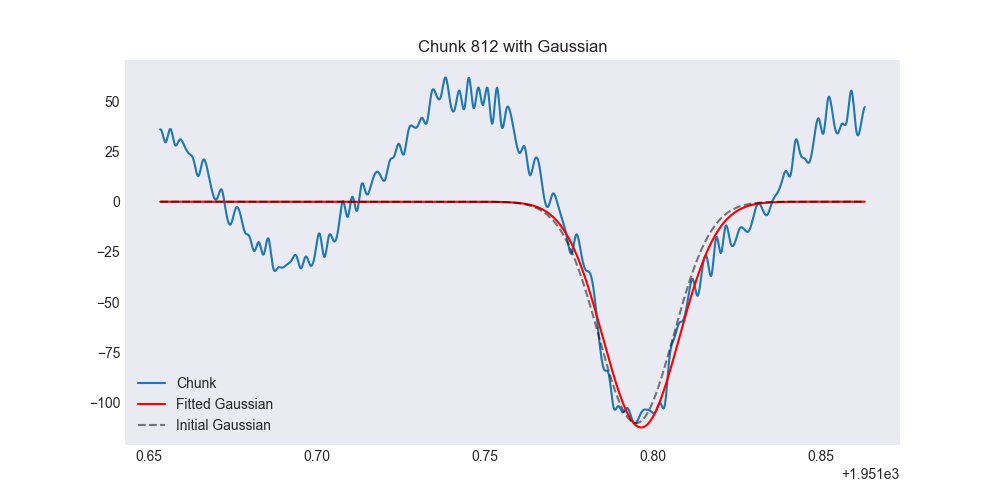 Chunk 812 with Gaussian
50
25
0
−25
−50
−75
−100
Chunk
Fitted Gaussian
Initial Gaussian
0.65 0.70 0.75 0.80 0.85
+1.951e3